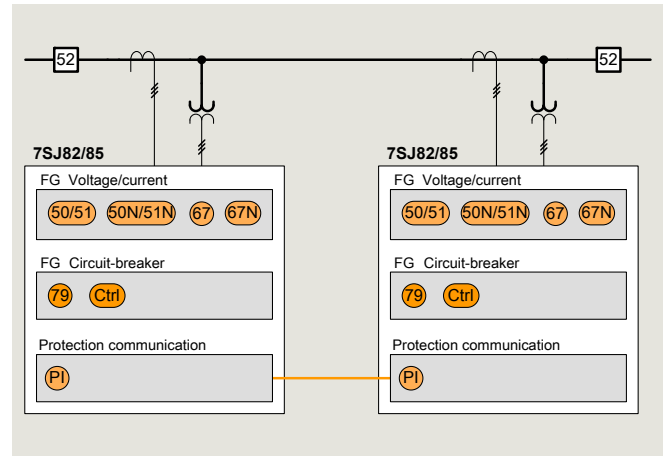 52 52
7SJ82/85 7SJ82/85
FG Voltage/current FG Voltage/current
50/51 50N/51N 67 67N 50/51 50N/51N 67 67N
FG Circuit-breaker FG Circuit-breaker
79 Ctrl 79 Ctrl
Protection communication Protection communication
PI PI